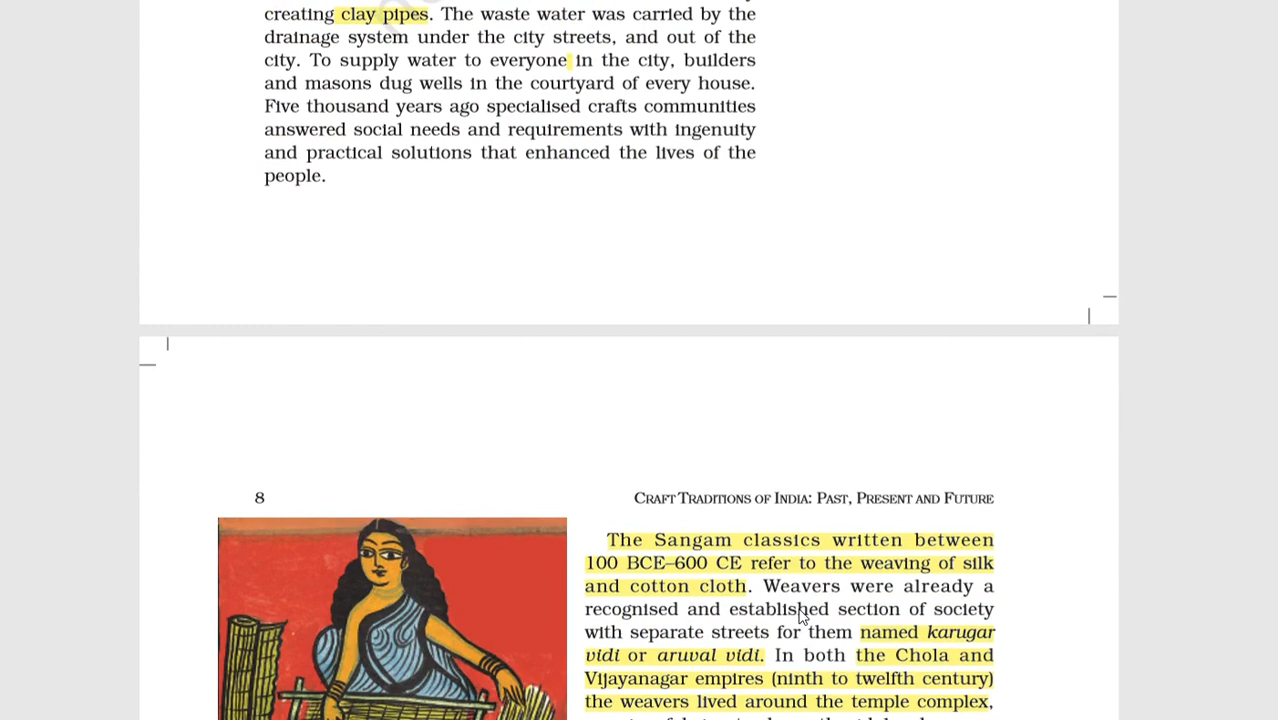 creating clay pipes. The waste water was carried by the
drainage system under the city streets, and out of the
city. To supply water to everyone in the city, builders
and masons dug wells in the courtyard of every house.
Five thousand years ago specialised crafts communities
answered social needs and requirements with ingenuity
and practical solutions that enhanced the lives of the
people.
8
CRAFT TRADITIONS OF INDIA: PAST, PRESENT AND FUTURE
The Sangam classics written between
100 BCE–600 CE refer to the weaving of silk
and cotton cloth. Weavers were already a
recognised and established section of society
with separate streets for them named karugar
vidi or aruval vidi. In both the Chola and
Vijayanagar empires (ninth to twelfth century)
the weavers lived around the temple complex,